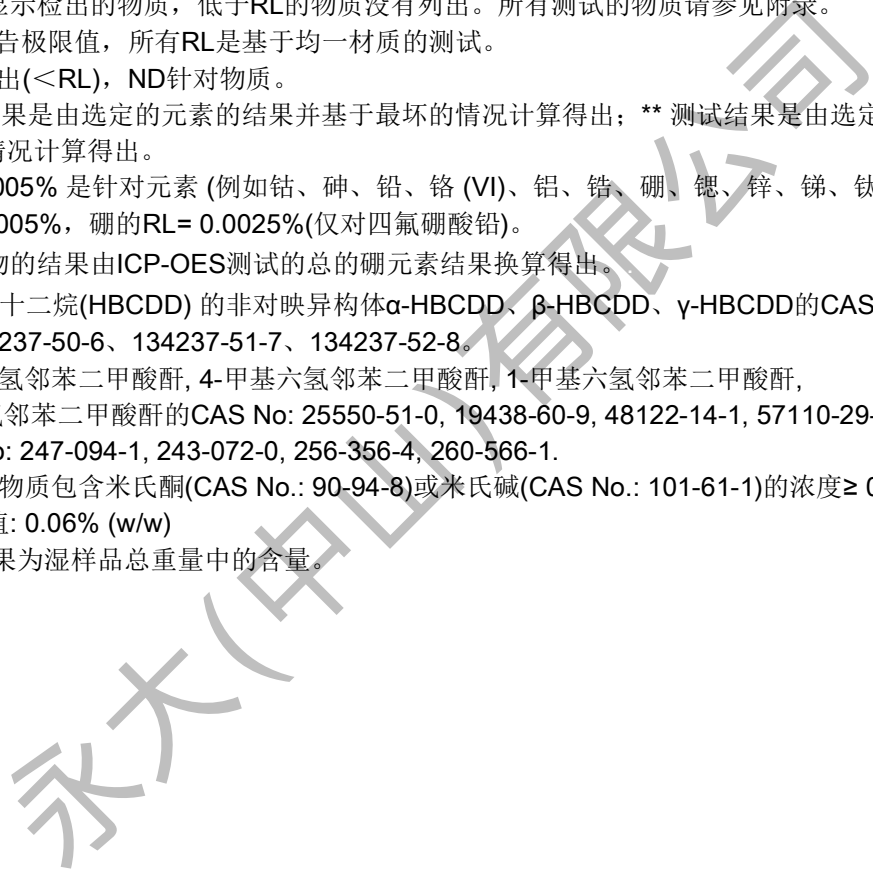 显示检出的物质，低于RL的物质没有列出。所有测试的物质请参见附录。
告极限值，所有RL是基于均一材质的测试。
出(＜RL)，ND针对物质。
果是由选定的元素的结果并基于最坏的情况计算得出；** 测试结果是由选定
情况计算得出。
005% 是针对元素 (例如钴、砷、铅、铬 (VI)、铝、锆、硼、锶、锌、锑、钛
005%，硼的RL= 0.0025%(仅对四氟硼酸铅)。
物的结果由ICP-OES测试的总的硼元素结果换算得出。
十二烷(HBCDD) 的非对映异构体α-HBCDD、β-HBCDD、γ-HBCDD的CAS
237-50-6、134237-51-7、134237-52-8。
氢邻苯二甲酸酐, 4-甲基六氢邻苯二甲酸酐, 1-甲基六氢邻苯二甲酸酐,
氢邻苯二甲酸酐的CAS No: 25550-51-0, 19438-60-9, 48122-14-1, 57110-29-
o: 247-094-1, 243-072-0, 256-356-4, 260-566-1.
物质包含米氏酮(CAS No.: 90-94-8)或米氏碱(CAS No.: 101-61-1)的浓度≥ 0
值: 0.06% (w/w)
果为湿样品总重量中的含量。
永大(中山)有限公司